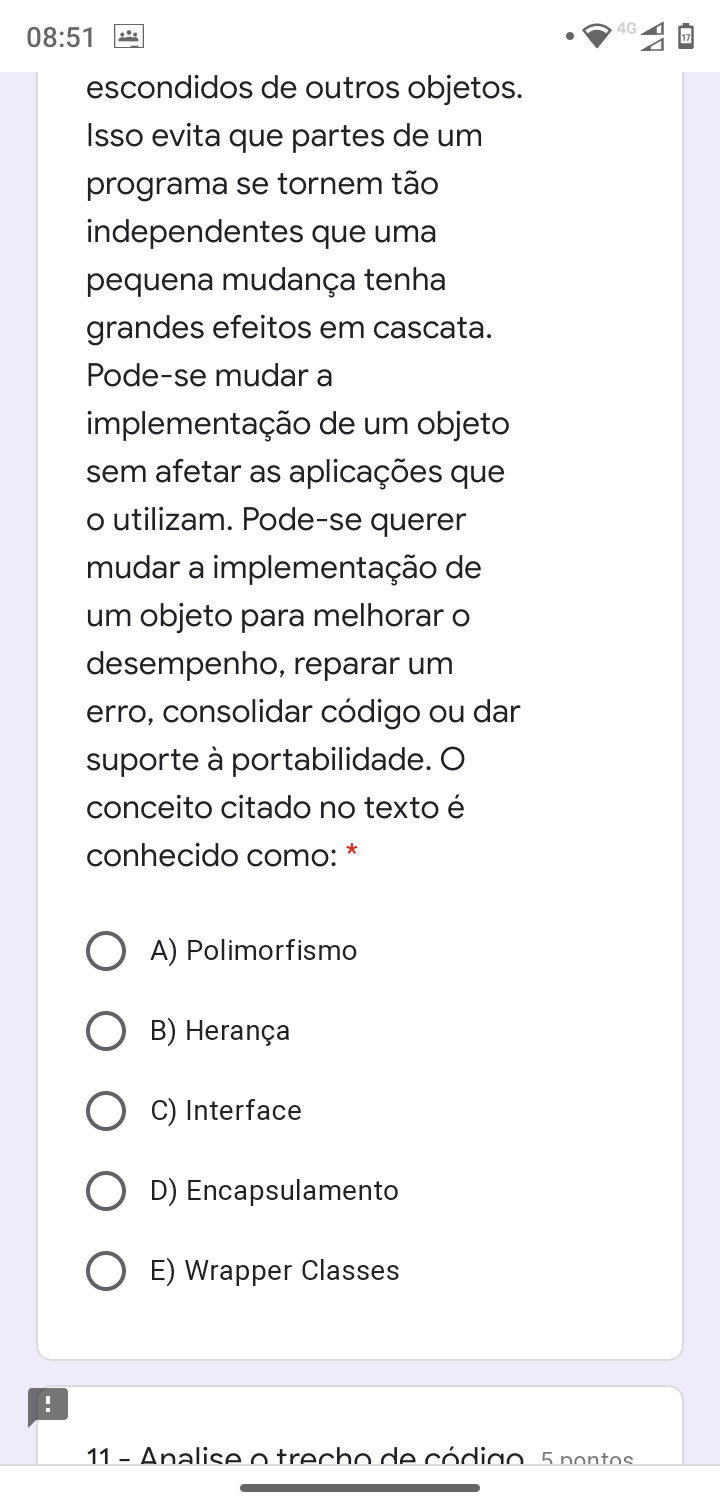 08:51
4G
17
escondidos de outros objetos.
Isso evita que partes de um
programa se tornem tão
independentes que uma
pequena mudança tenha
grandes efeitos em cascata.
Pode-se mudar a
implementação de um objeto
sem afetar as aplicações que
o utilizam. Pode-se querer
mudar a implementação de
um objeto para melhorar o
desempenho, reparar um
erro, consolidar código ou dar
suporte à portabilidade. O
conceito citado no texto é
conhecido como: *
A) Polimorfismo
B) Herança
C) Interface
D) Encapsulamento
E) Wrapper Classes
11 - Analise o trecho de código 5 pontos